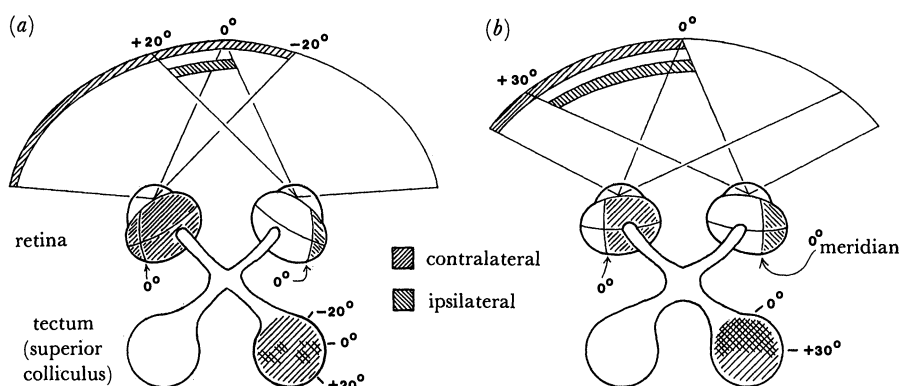 (a)
+20°
0°
-20°
retina
0°
0°
tectum
(superior
colliculus)
-20°
-0°
+20°
contralateral
ipsilateral
(b)
0°
+30°
0°
0°
meridian
0°
-+30°